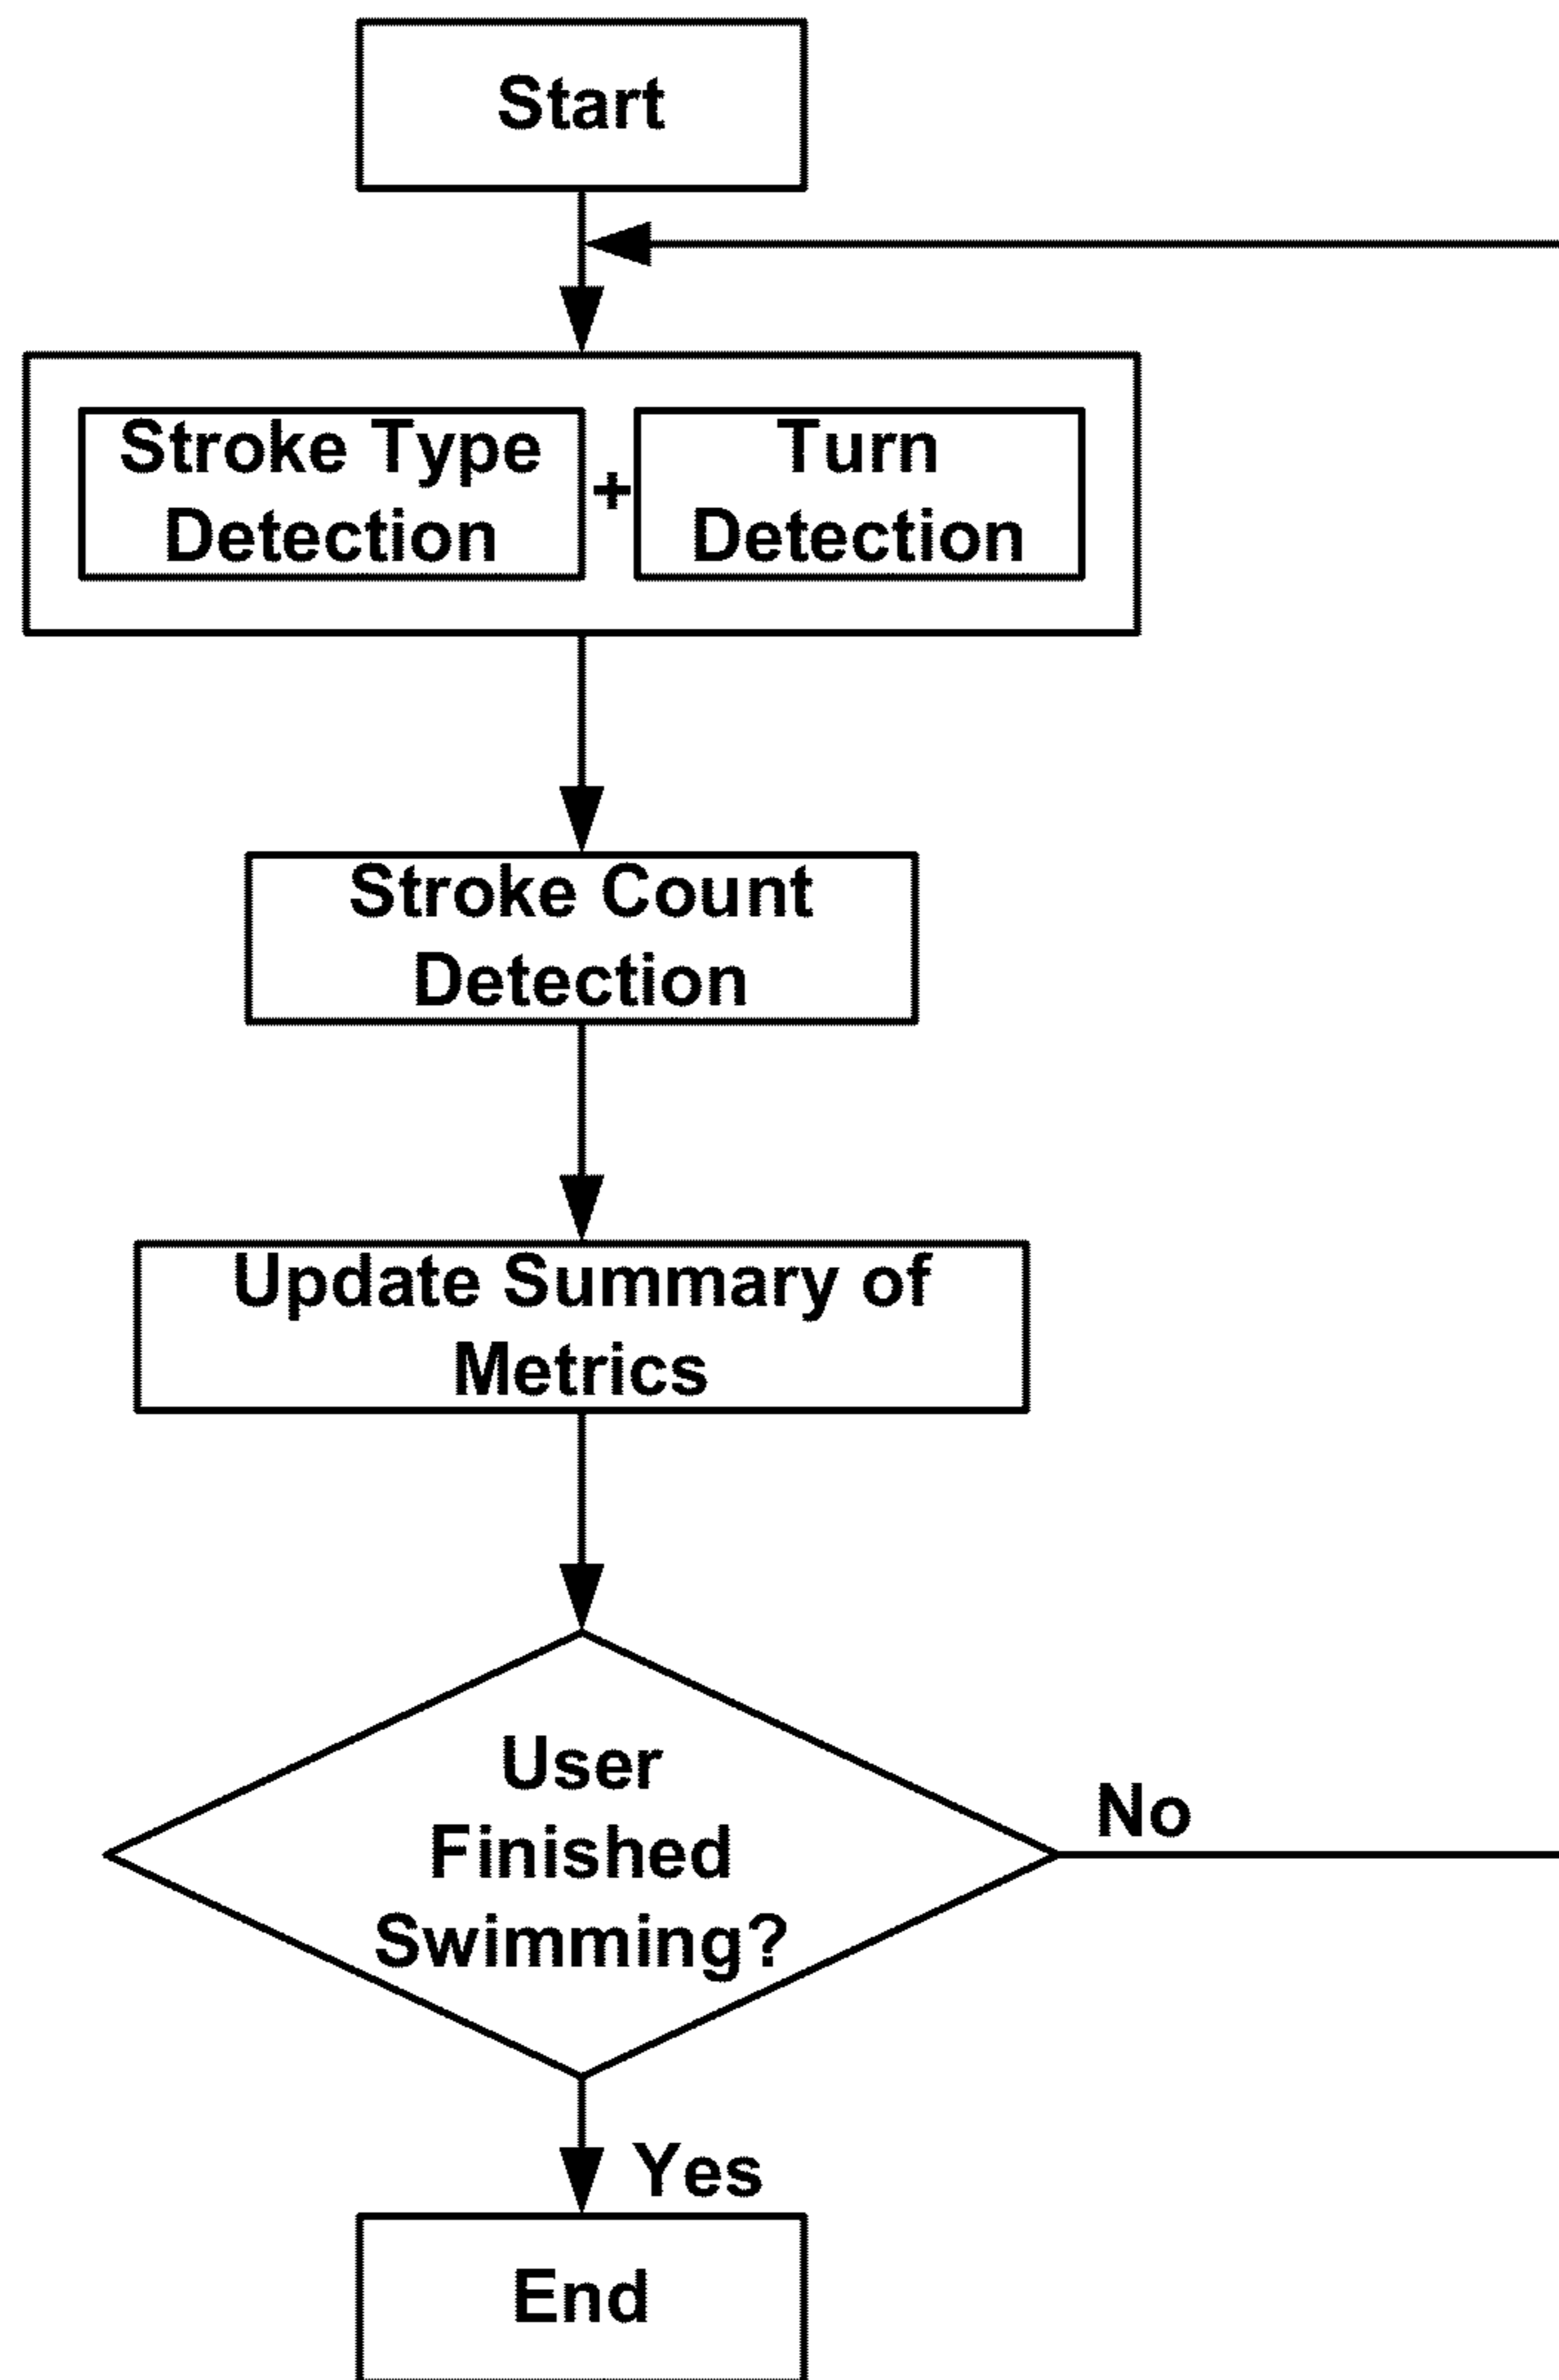 Start
Stroke Type
Detection
+
Turn
Detection
Stroke Count
Detection
Update Summary of
Metrics
User
Finished
Swimming?
No
Yes
End